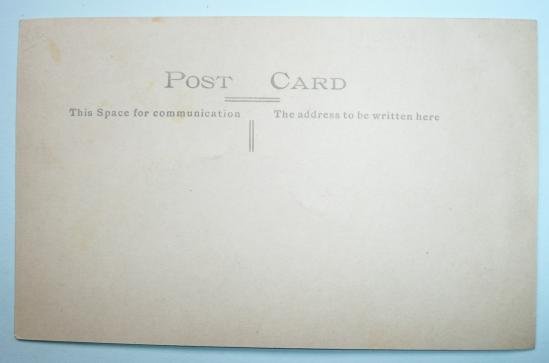 POST CARD
This Space for communication The address to be written here